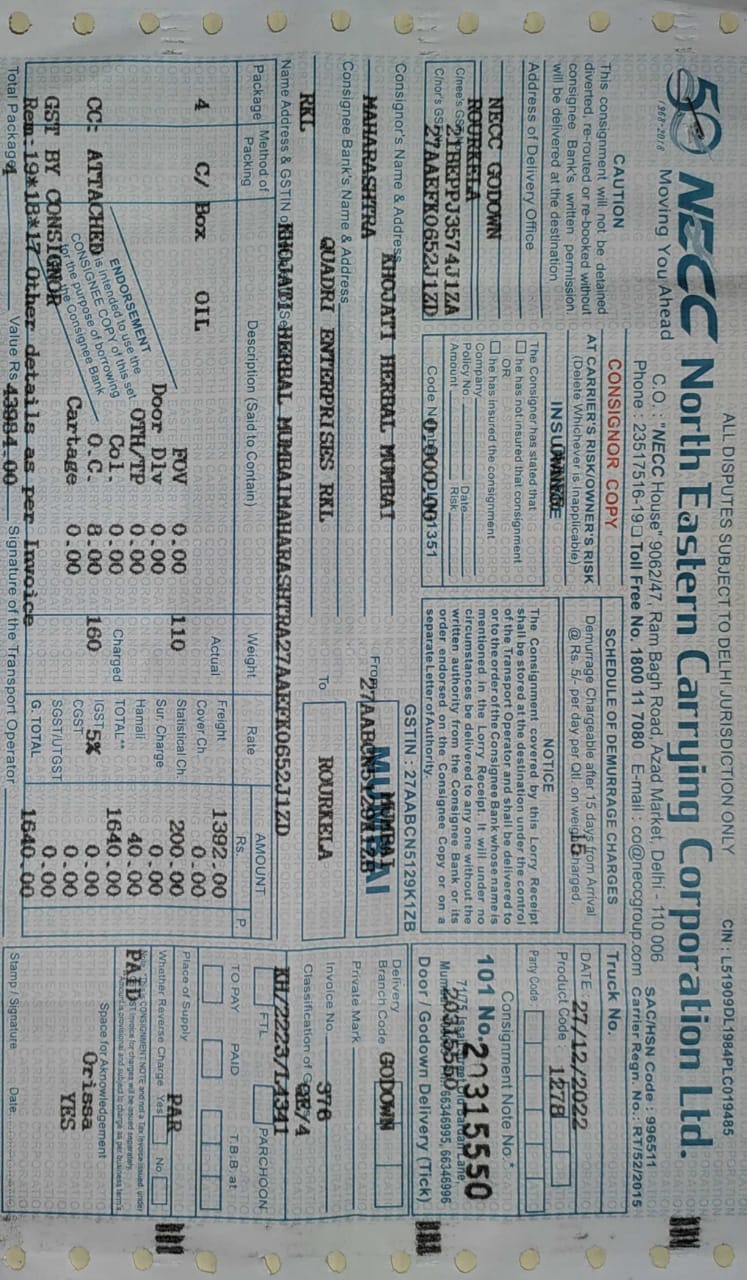 ALL DISPUTES SUBJECT TO DELHI JURISDICTION ONLY
CIN : L51909DL1984PLC019485
50
1968-2018
NECC
Moving You Ahead
North Eastern Carrying Corporation Ltd.
C.O. : "NECC House" 9062/47, Ram Bagh Road, Azad Market, Delhi - 110 006
SAC/HSN Code : 996511
Phone : 23517516-19 Toll Free No. 1800 11 7080 E-mail : co@neccgroup.com Carrier Regn. No.: RT/52/2015
CAUTION
This consignment will not be detained
diverted, re-routed or re-booked without
consignee Bank's written permission.
will be delivered at the destination
CONSIGNOR COPY
AT CARRIER'S RISK/OWNER'S RISK
(Delete Whichever is Inapplicable)
SCHEDULE OF DEMURRAGE CHARGES
Demurrage Chargeable after 15 days from Arrival
@ Rs. 5/- per day per Qtl. on weight charged.
15
Truck No.
DATE 27/12/2022
Product Code 1278
Party Code
Address of Delivery Office
NECC GODOWN
ROURKELA
21BEPPJ3574J1ZA
27AAEFK0652J1ZD
The Consigner has stated that
he has not insured that consignment
OR
he has insured the consignment
Company
Policy No. Date
Amount Risk
Code No.
NOTICE
The Consignment covered by this Lorry Receipt
shall be stored at the destination under the control
of the Transport Operator and shall be delivered to
or to the order of the Consignee Bank whose name is
mentioned in the Lorry Receipt. It will under no
circumstances be delivered to any one without the
written authority from the Consignee Bank or its
order endorsed on the Consignee Copy or on a
separate Letter of Authority.
Consignment Note No.*
101 No. 20315550
66346995, 66346996
Door / Godown Delivery (Tick)
GSTIN : 27AABCN5129K1ZB
Consignor's Name & Address
KHOJATI HERBAL MUMBAI
MAHARASHTRA
From
MUMBAI
Delivery
Branch Code GODOWN
Private Mark
Consignee Bank's Name & Address
QUADRI ENTERPRISES RKL
RKL
To
ROURKELA
Invoice No. 376
KH/2223/14341
Name Address & GSTIN
KHOJATI HERBAL MUMBAIMAHARASHTRA27AAEFK0652J1ZD
FTL PARCHOON
Package
Method of
Packing
Description (Said to Contain)
Weight
Rate
AMOUNT
Rs. P
TO PAY PAID T.B.B. at
4 C/Box OIL
Actual
110
Charged
160
FOV 0.00
Door Dlv 0.00
OTH/TP 0.00
Col. 0.00
O.C. 8.00
Cartage 0.00
Freight 1392.00
Cover Ch. 0.00
Statistical Ch. 200.00
Sur. Charge 0.00
Hamali 40.00
TOTAL** 1640.00
IGST 5% 0.00
CGST 0.00
SGST/UTGST 0.00
G. TOTAL 1640.00
Place of Supply
PAR
Whether Reverse Charge Yes No
PAID
Space for Acknowledgement
Orissa
YES
ENDORSEMENT
is intended to use the
CONSIGNEE COPY of this set
for the purpose of borrowing
the Consignee Bank
CC: ATTACHED
GST BY CONSIGNOR
Rem:19*18*17 Other details as per Invoice
Total Package 4 Value Rs. 43984.00 Signature of the Transport Operator
Stamp / Signature Date